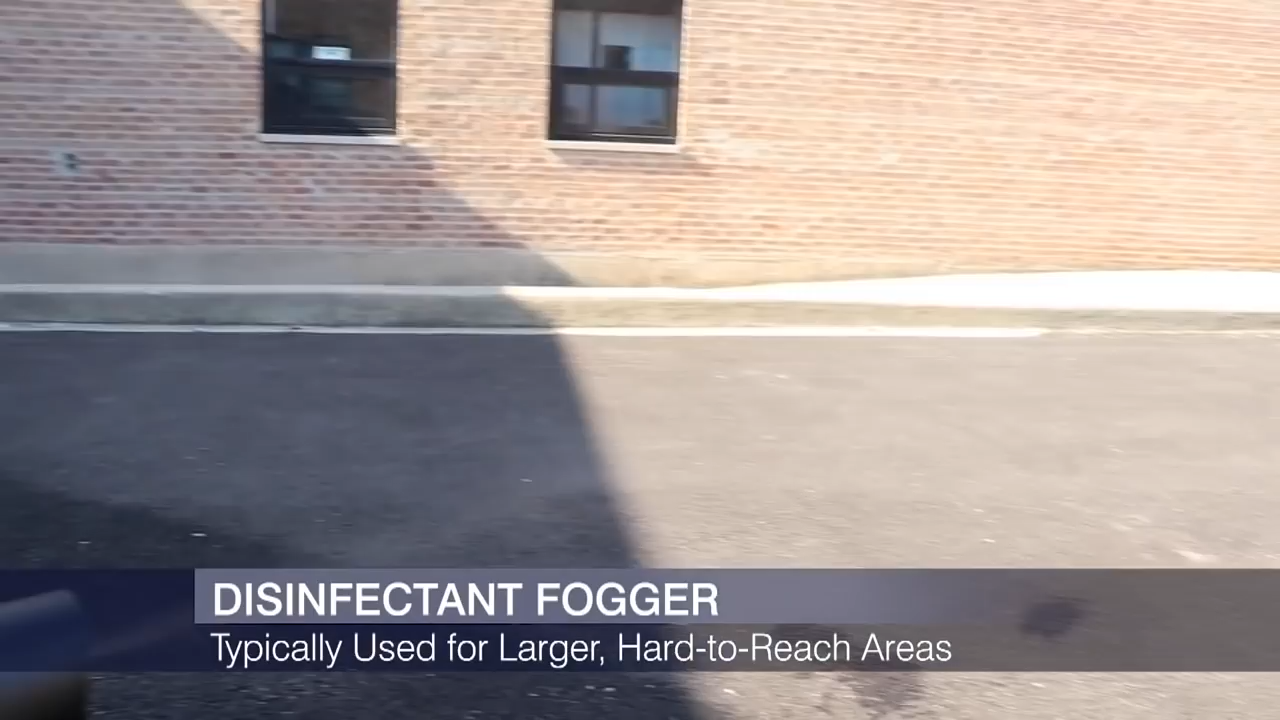 DISINFECTANT FOGGER
Typically Used for Larger, Hard-to-Reach Areas